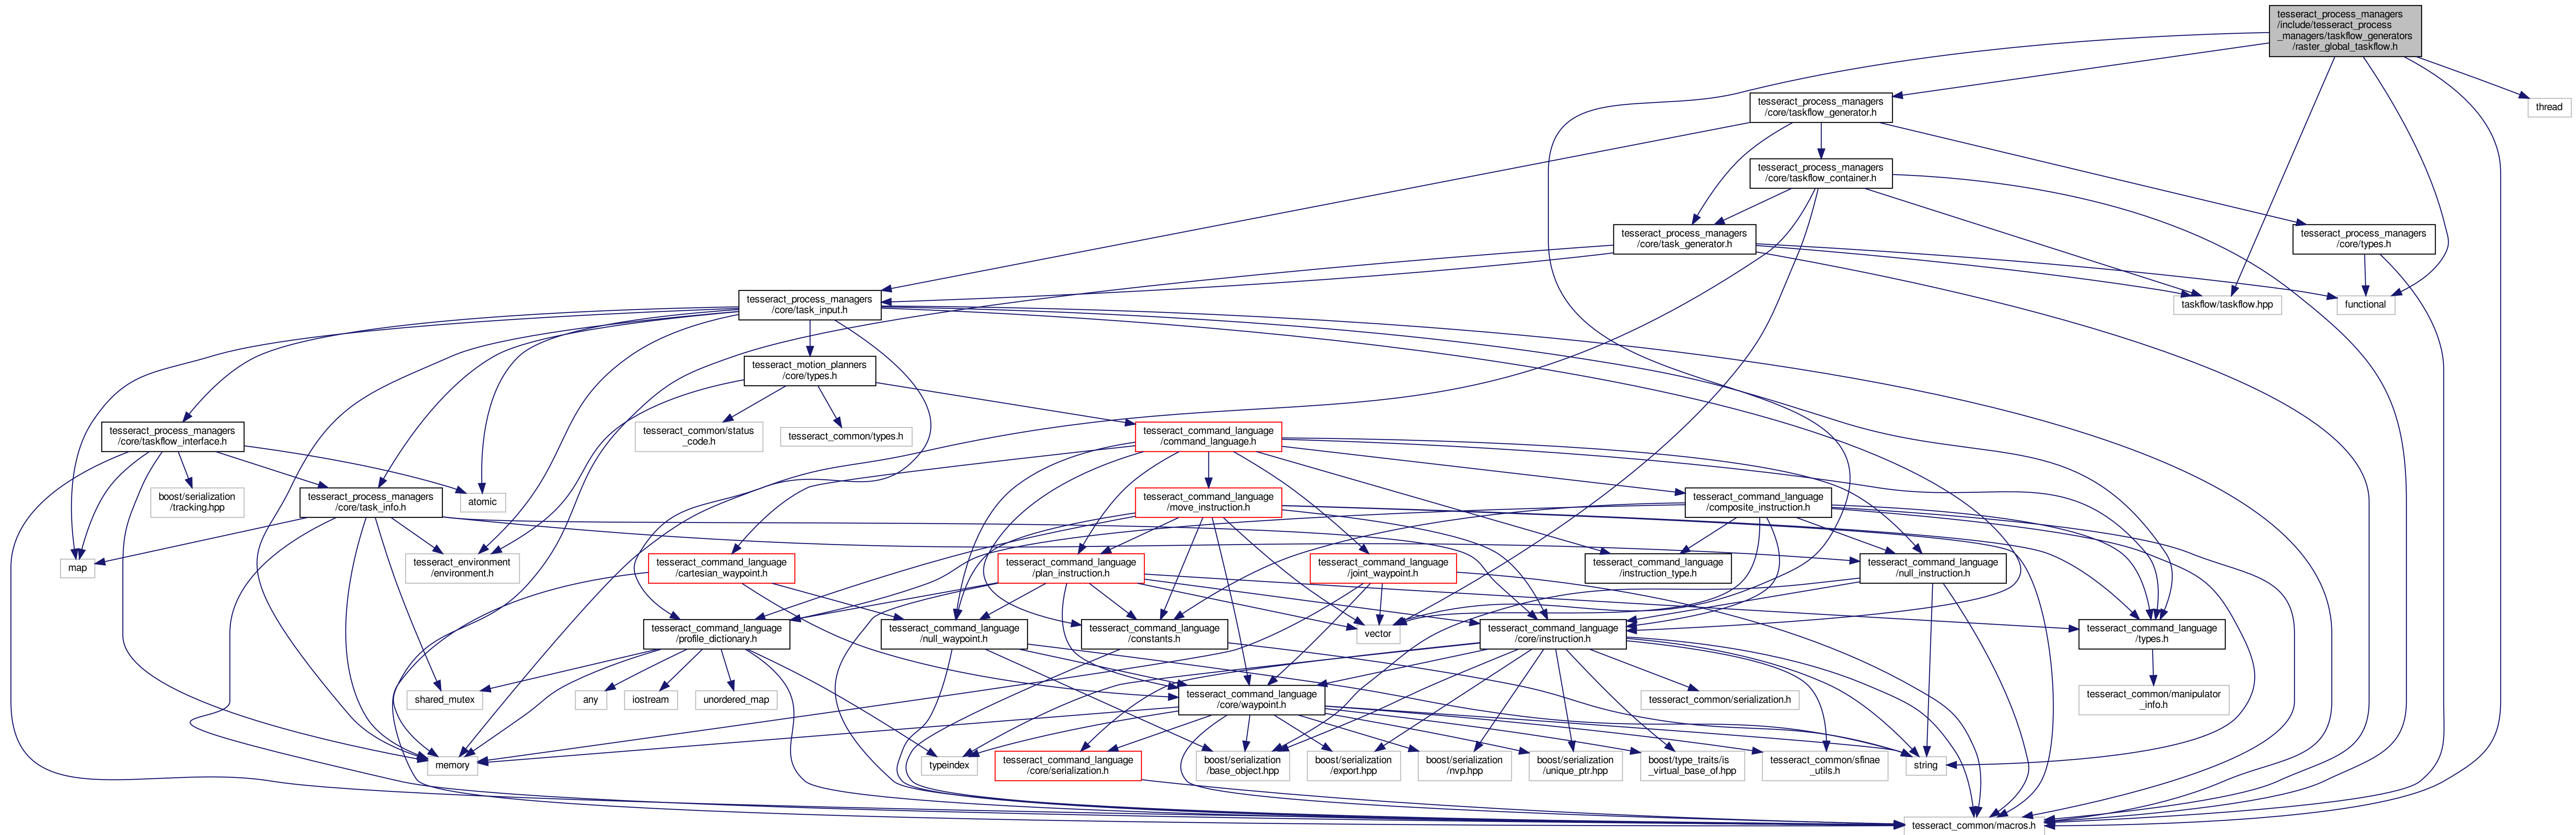 tesseract_process_managers
/include/tesseract_process
_managers/taskflow_generators
/raster_global_taskflow.h
tesseract_process_managers
/core/taskflow_generator.h
thread
tesseract_process_managers
/core/taskflow_container.h
tesseract_process_managers
/core/task_generator.h
tesseract_process_managers
/core/types.h
tesseract_process_managers
/core/task_input.h
taskflow/taskflow.hpp
functional
tesseract_motion_planners
/core/types.h
tesseract_process_managers
/core/taskflow_interface.h
tesseract_common/status
_code.h
tesseract_common/types.h
tesseract_command_language
/command_language.h
boost/serialization
/tracking.hpp
tesseract_process_managers
/core/task_info.h
atomic
tesseract_command_language
/move_instruction.h
tesseract_command_language
/composite_instruction.h
map
tesseract_environment
/environment.h
tesseract_command_language
/cartesian_waypoint.h
tesseract_command_language
/plan_instruction.h
tesseract_command_language
/joint_waypoint.h
tesseract_command_language
/instruction_type.h
tesseract_command_language
/null_instruction.h
tesseract_command_language
/profile_dictionary.h
tesseract_command_language
/null_waypoint.h
tesseract_command_language
/constants.h
vector
tesseract_command_language
/core/instruction.h
tesseract_command_language
/types.h
shared_mutex
any
iostream
unordered_map
tesseract_command_language
/core/waypoint.h
tesseract_common/serialization.h
tesseract_common/manipulator
_info.h
memory
typeindex
tesseract_command_language
/core/serialization.h
boost/serialization
/base_object.hpp
boost/serialization
/export.hpp
boost/serialization
/nvp.hpp
boost/serialization
/unique_ptr.hpp
boost/type_traits/is
_virtual_base_of.hpp
tesseract_common/sfinae
_utils.h
string
tesseract_common/macros.h